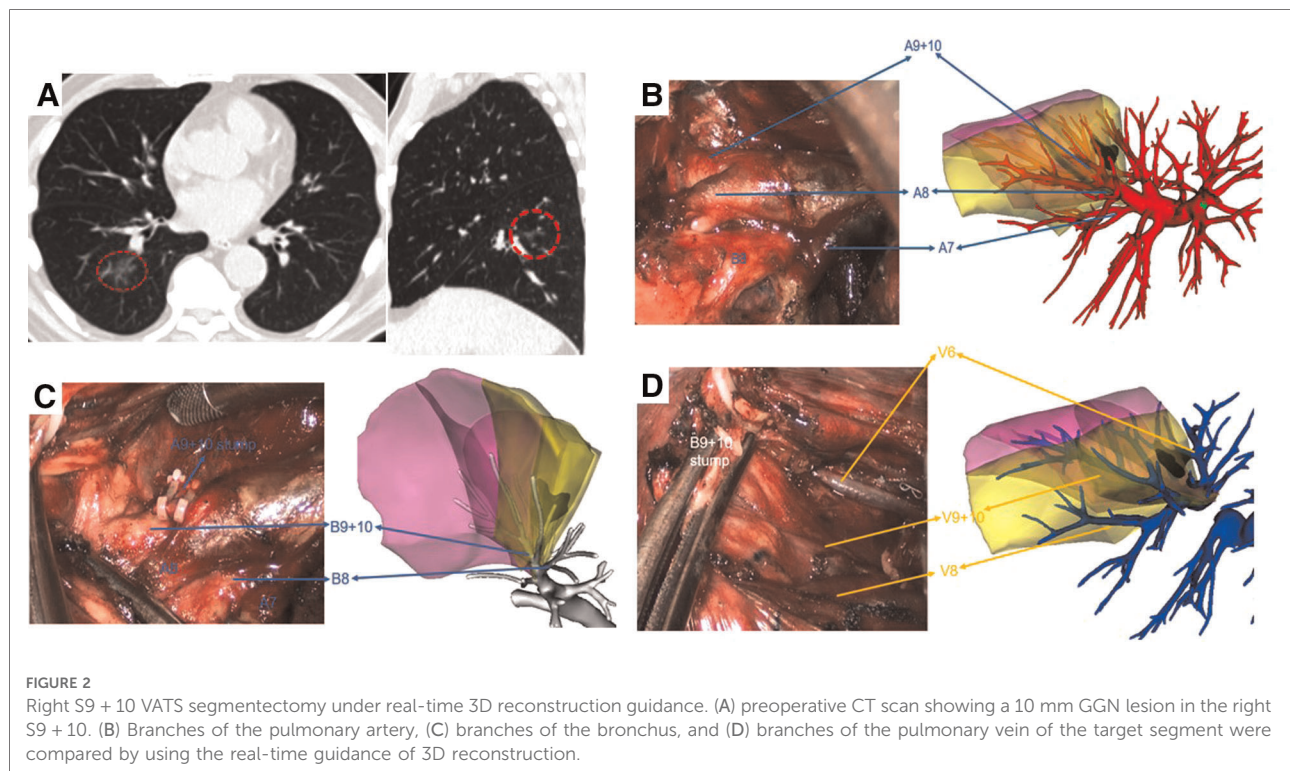 A
B
A9+10
A8
A7
B8
C
A9+10 stump
B9+10
A8
B8
A7
D
V6
B9+10
stump
V9+10
V8
FIGURE 2
Right S9 + 10 VATS segmentectomy under real-time 3D reconstruction guidance. (A) preoperative CT scan showing a 10 mm GGN lesion in the right
S9 + 10. (B) Branches of the pulmonary artery, (C) branches of the bronchus, and (D) branches of the pulmonary vein of the target segment were
compared by using the real-time guidance of 3D reconstruction.